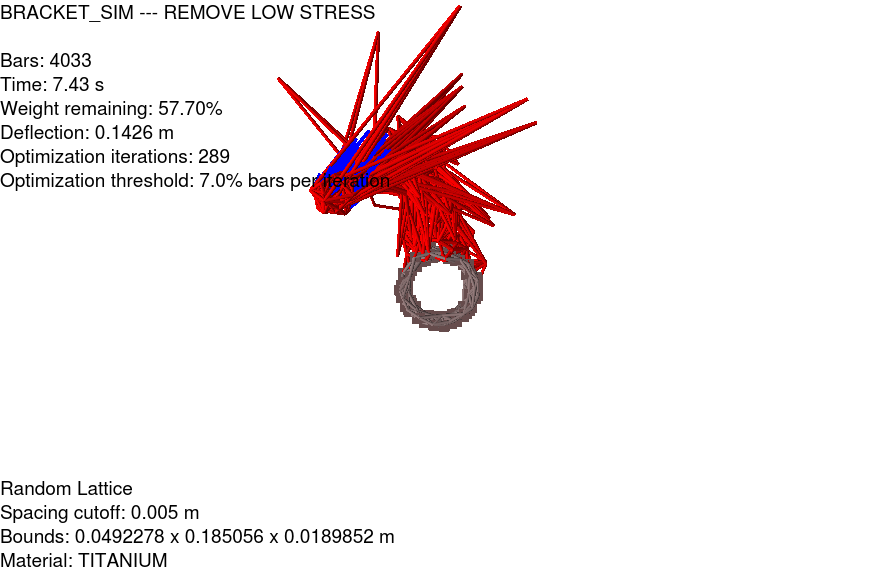 BRACKET_SIM --- REMOVE LOW STRESS
Bars: 4033
Time: 7.43 s
Weight remaining: 57.70%
Deflection: 0.1426 m
Optimization iterations: 289
Optimization threshold: 7.0% bars per iteration
Random Lattice
Spacing cutoff: 0.005 m
Bounds: 0.0492278 x 0.185056 x 0.0189852 m
Material: TITANIUM